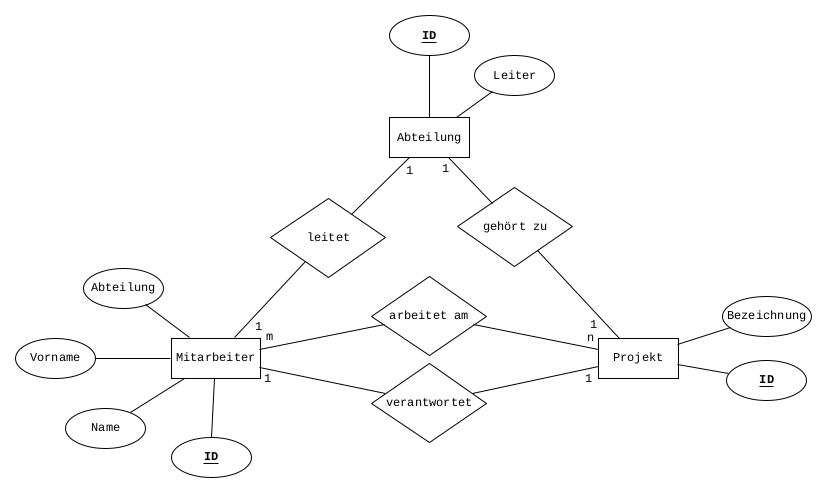 ID
Leiter
Abteilung
1
1
gehört zu
leitet
Abteilung
Bezeichnung
arbeitet am
1
1
m
n
Vorname
Mitarbeiter
Projekt
1
1
ID
verantwortet
Name
ID